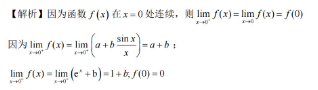 【解析】因为函数 f(x) 在 x=0 处连续，则 lim_{x→0⁺} f(x) = lim_{x→0⁻} f(x) = f(0)
因为 lim_{x→0⁺} f(x) = lim_{x→0⁺} (a + b sin x / x) = a + b；
lim_{x→0⁻} f(x) = lim_{x→0⁻} (eˣ + b) = 1 + b; f(0) = 0